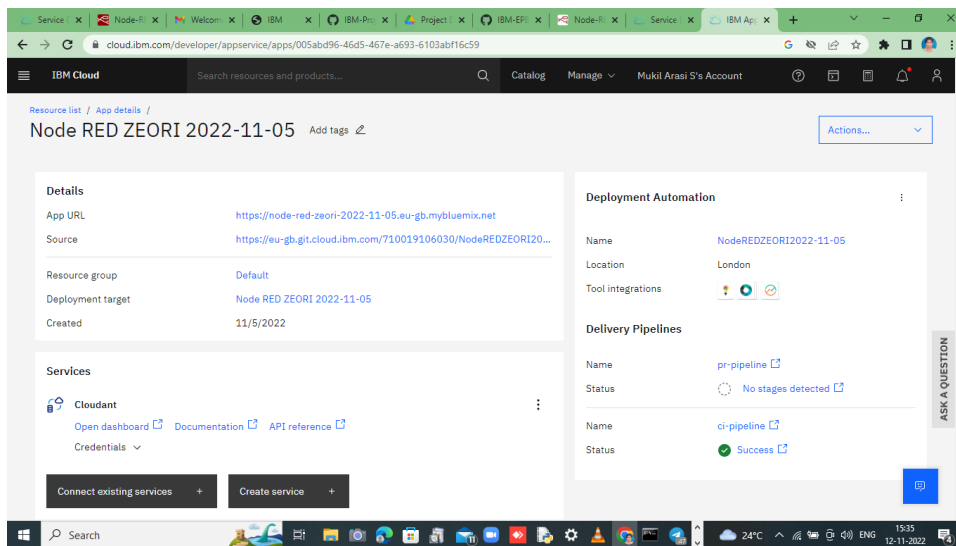 Service D
Node-RE
Welcom
IBM
IBM-Pro
Project D
IBM-EPB
Node-RE
Service
IBM App
cloud.ibm.com/developer/appservice/apps/005abd96-46d5-467e-a693-6103abf16c59
IBM Cloud
Search resources and products...
Catalog
Manage
Mukil Arasi S's Account
Resource list / App details /
Node RED ZEORI 2022-11-05
Add tags
Actions...
Details
App URL
https://node-red-zeori-2022-11-05.eu-gb.mybluemix.net
Source
https://eu-gb.git.cloud.ibm.com/710019106030/NodeREDZEORI20...
Resource group
Default
Deployment target
Node RED ZEORI 2022-11-05
Created
11/5/2022
Services
Cloudant
Open dashboard
Documentation
API reference
Credentials
Connect existing services +
Create service +
Deployment Automation
Name
NodeREDZEORI2022-11-05
Location
London
Tool integrations
Delivery Pipelines
Name
pr-pipeline
Status
No stages detected
Name
ci-pipeline
Status
Success
ASK A QUESTION
Search
24°C
ENG
15:35
12-11-2022